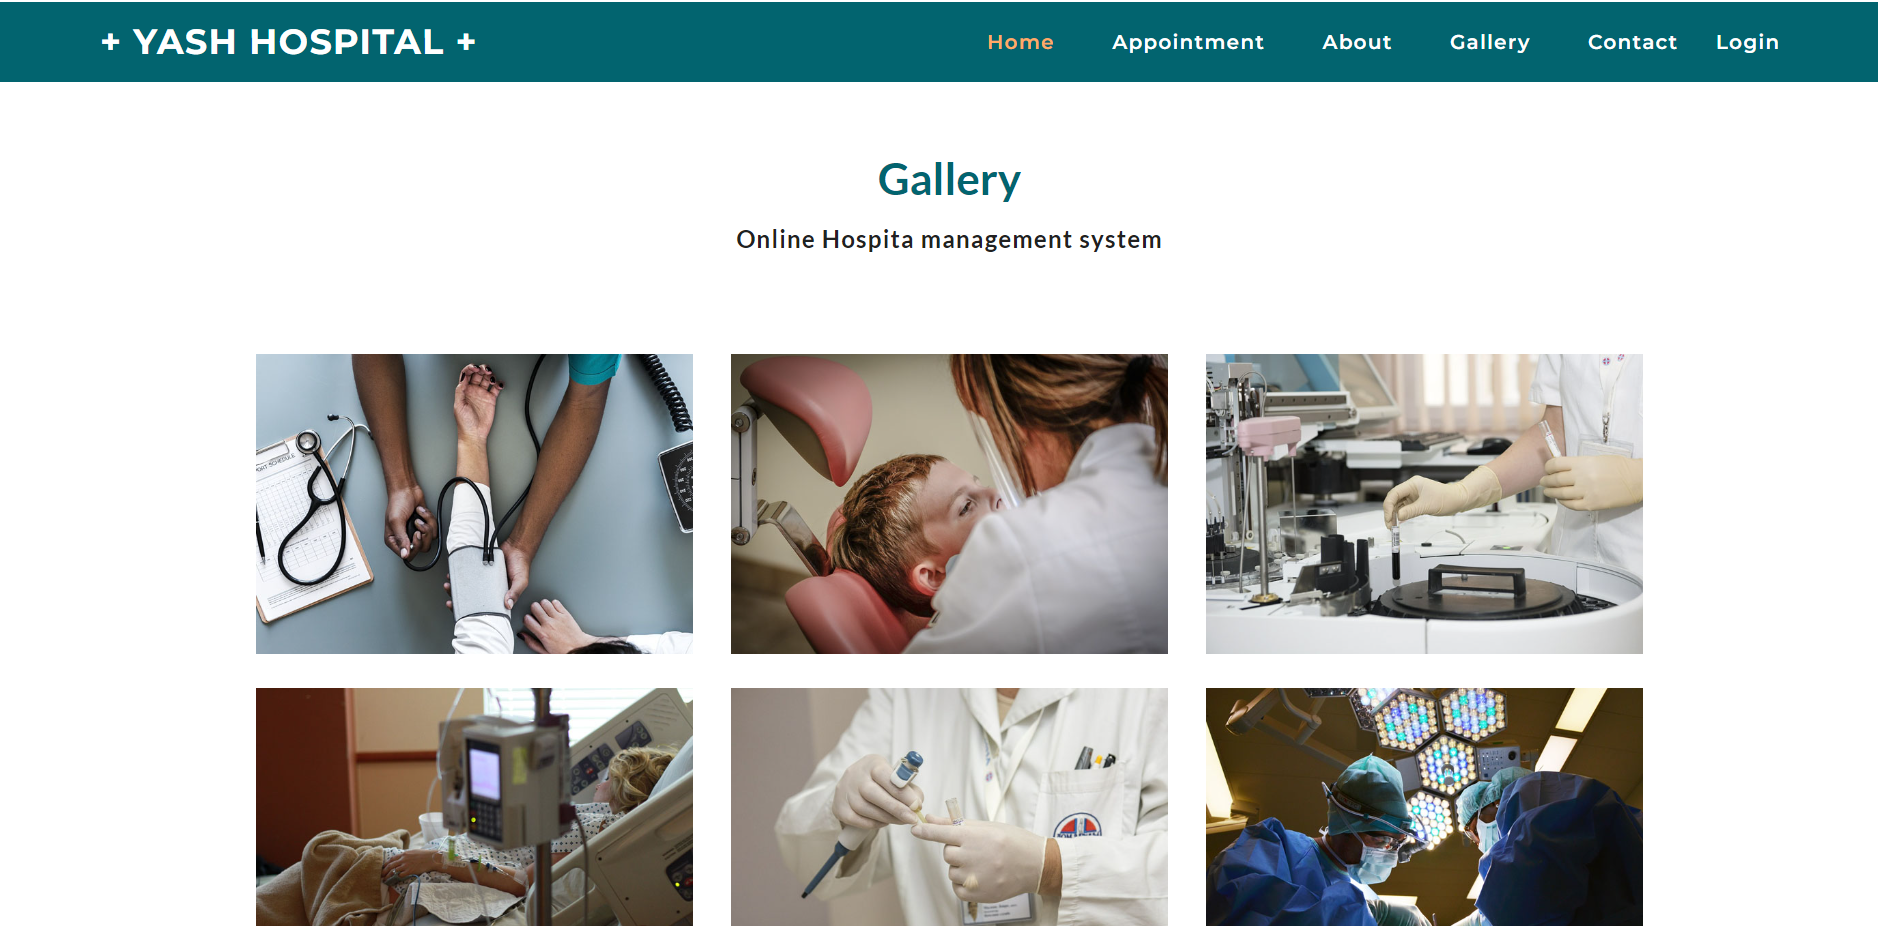 + YASH HOSPITAL +
Home Appointment About Gallery Contact Login
Gallery
Online Hospita management system